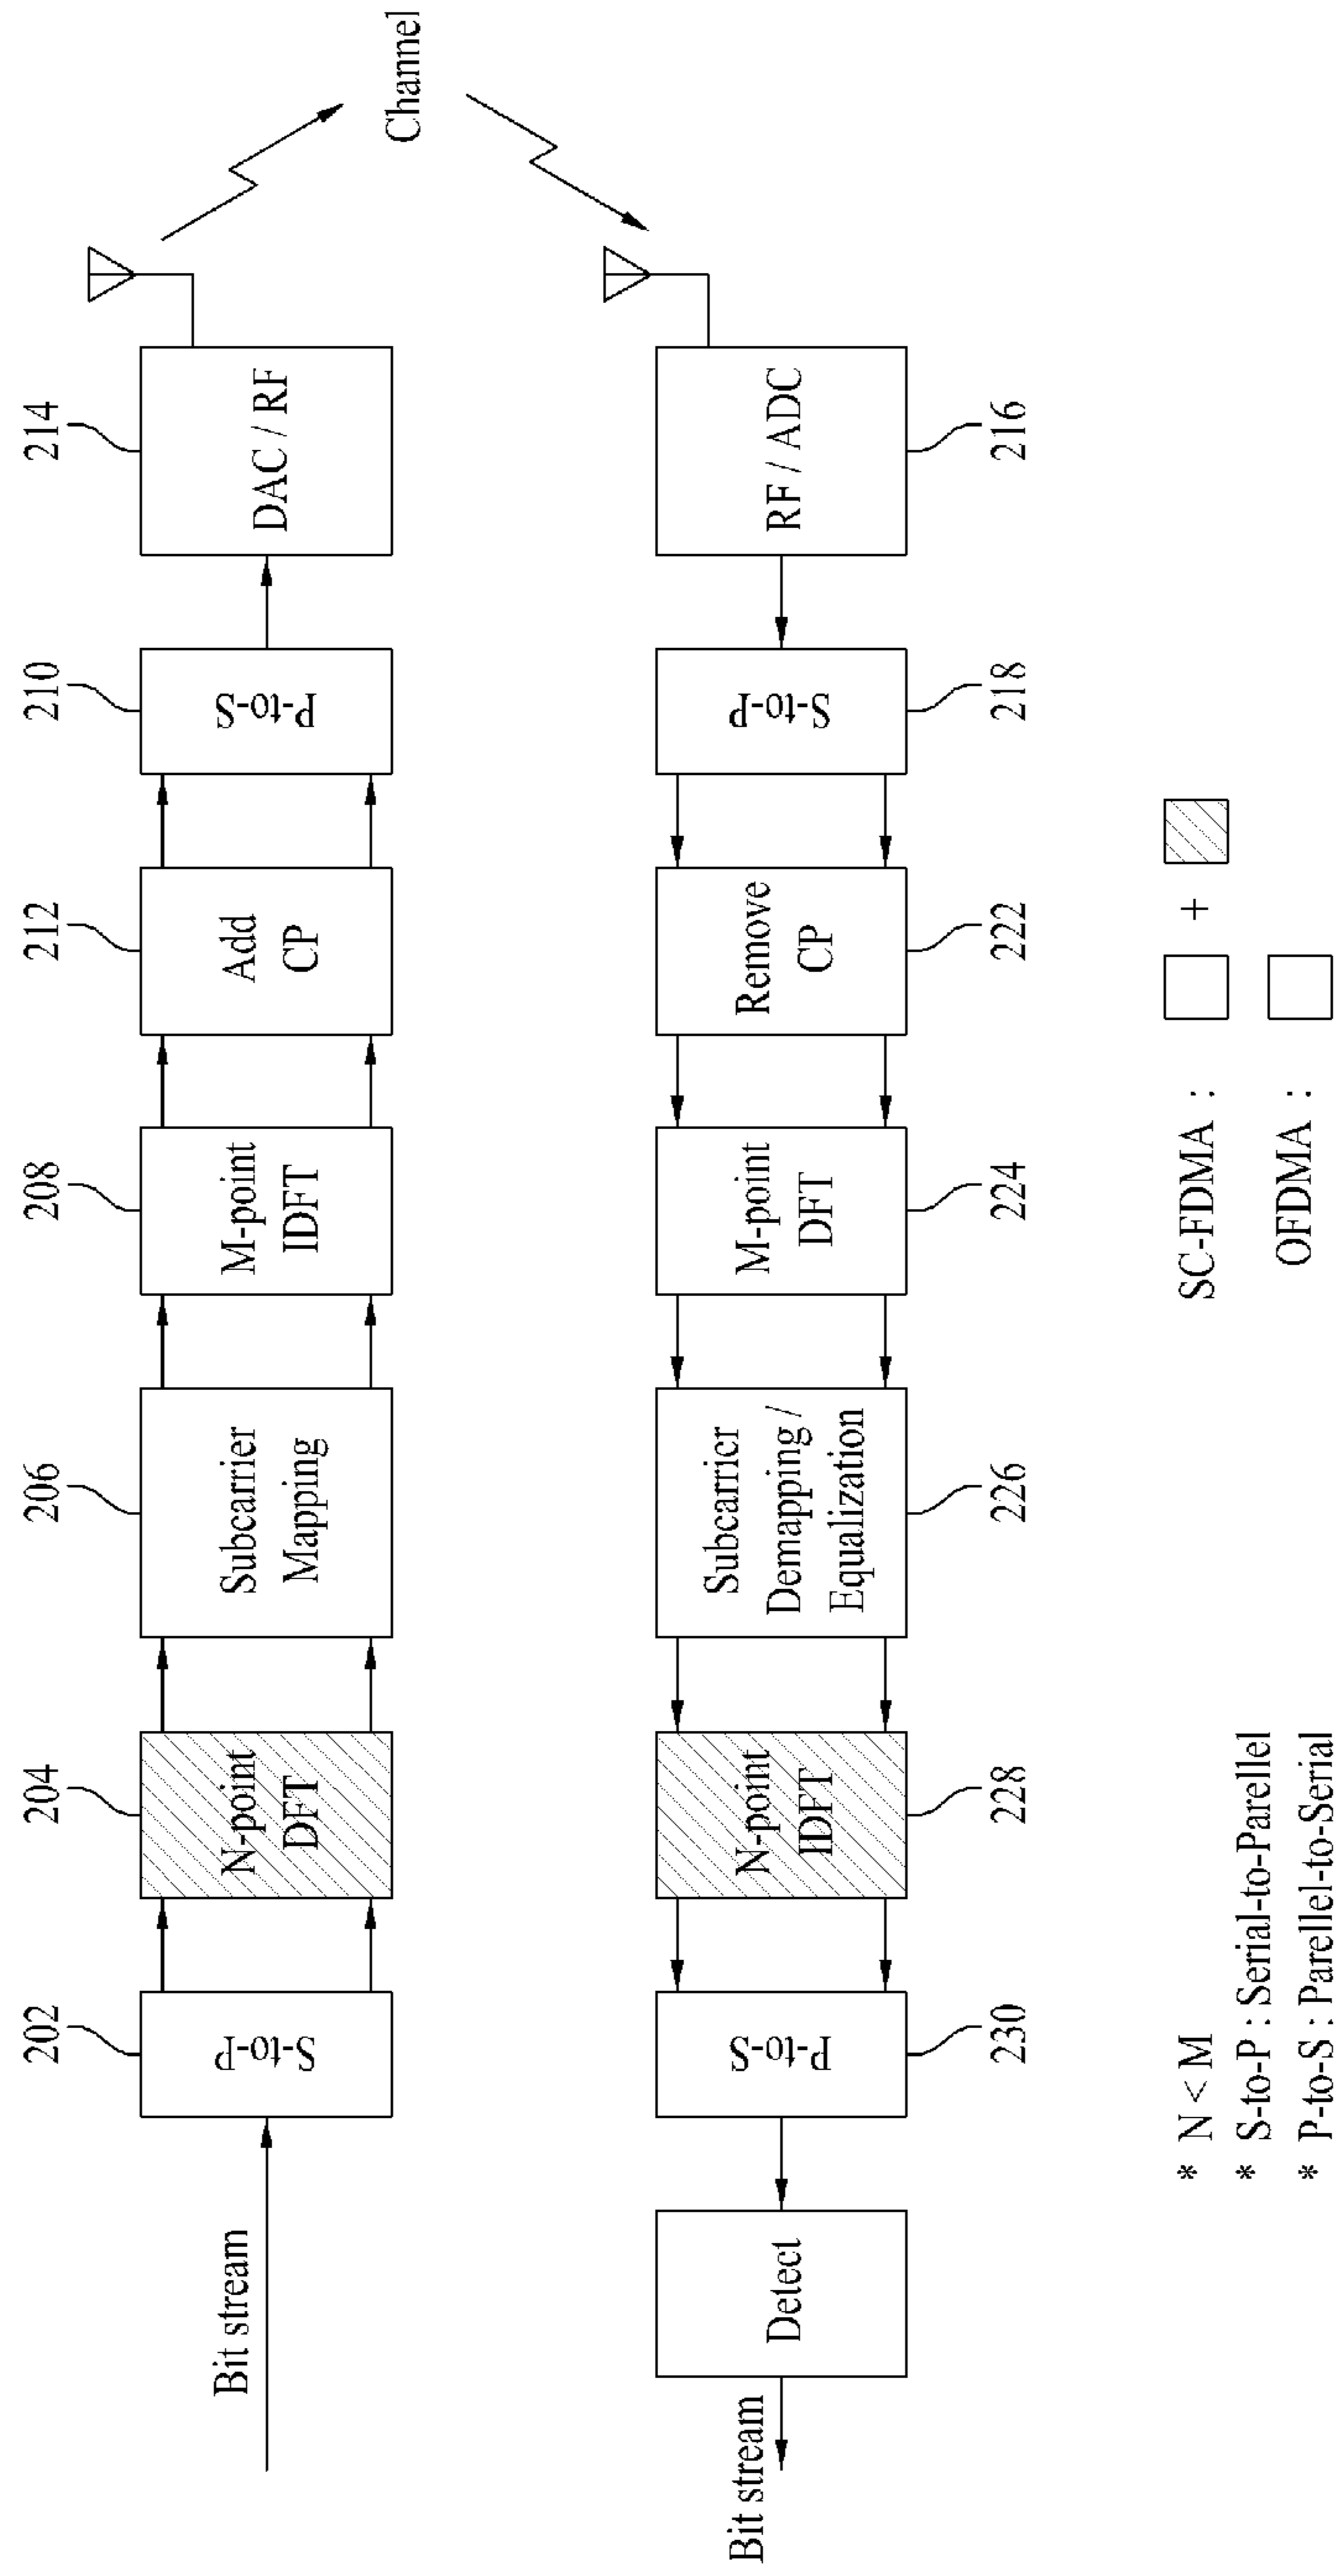 Bit stream
202
S-to-P
204
N-point
DFT
206
Subcarrier
Mapping
208
M-point
IDFT
212
Add
CP
210
P-to-S
214
DAC / RF
Channel
Bit stream
Detect
P-to-S
230
N-point
IDFT
228
Subcarrier
Demapping /
Equalization
226
M-point
DFT
224
Remove
CP
222
S-to-P
218
RF / ADC
216
* N < M
* S-to-P : Serial-to-Parellel
* P-to-S : Parellel-to-Serial
SC-FDMA : +
OFDMA :